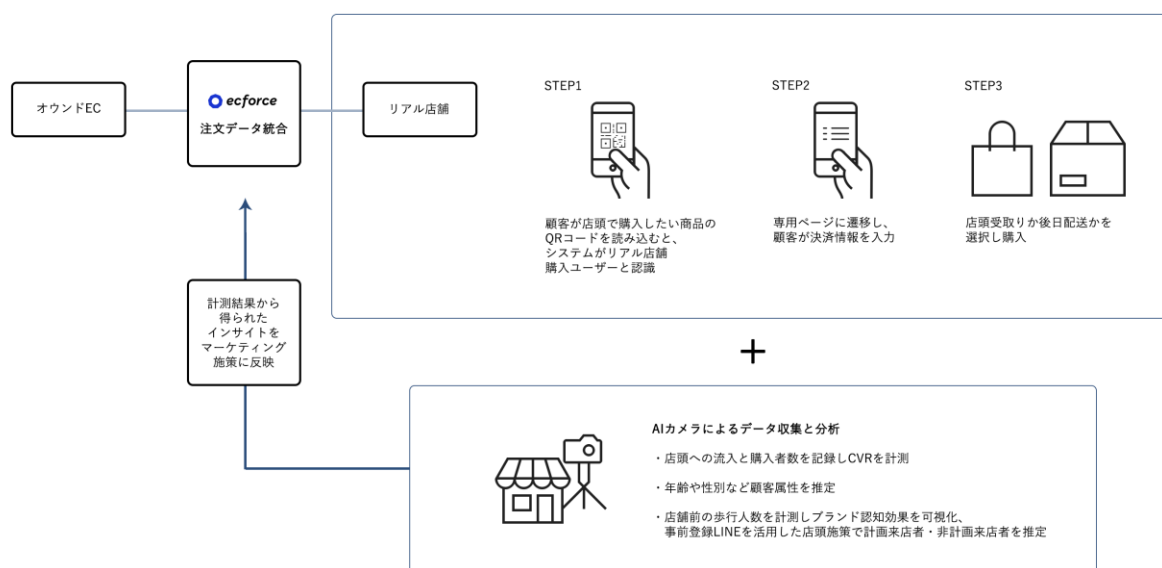 オウンドEC
ecforce
注文データ統合
リアル店舗
STEP1
顧客が店頭で購入したい商品の
QRコードを読み込むと、
システムがリアル店舗
購入ユーザーと認識
STEP2
専用ページに遷移し、
顧客が決済情報を入力
STEP3
店頭受取りか後日配送かを
選択し購入
計測結果から
得られた
インサイトを
マーケティング
施策に反映
+
AIカメラによるデータ収集と分析
・店頭への流入と購入者数を記録しCVRを計測
・年齢や性別など顧客属性を推定
・店舗前の歩行人数を計測しブランド認知効果を可視化、
事前登録LINEを活用した店頭施策で計画来店者・非計画来店者を推定